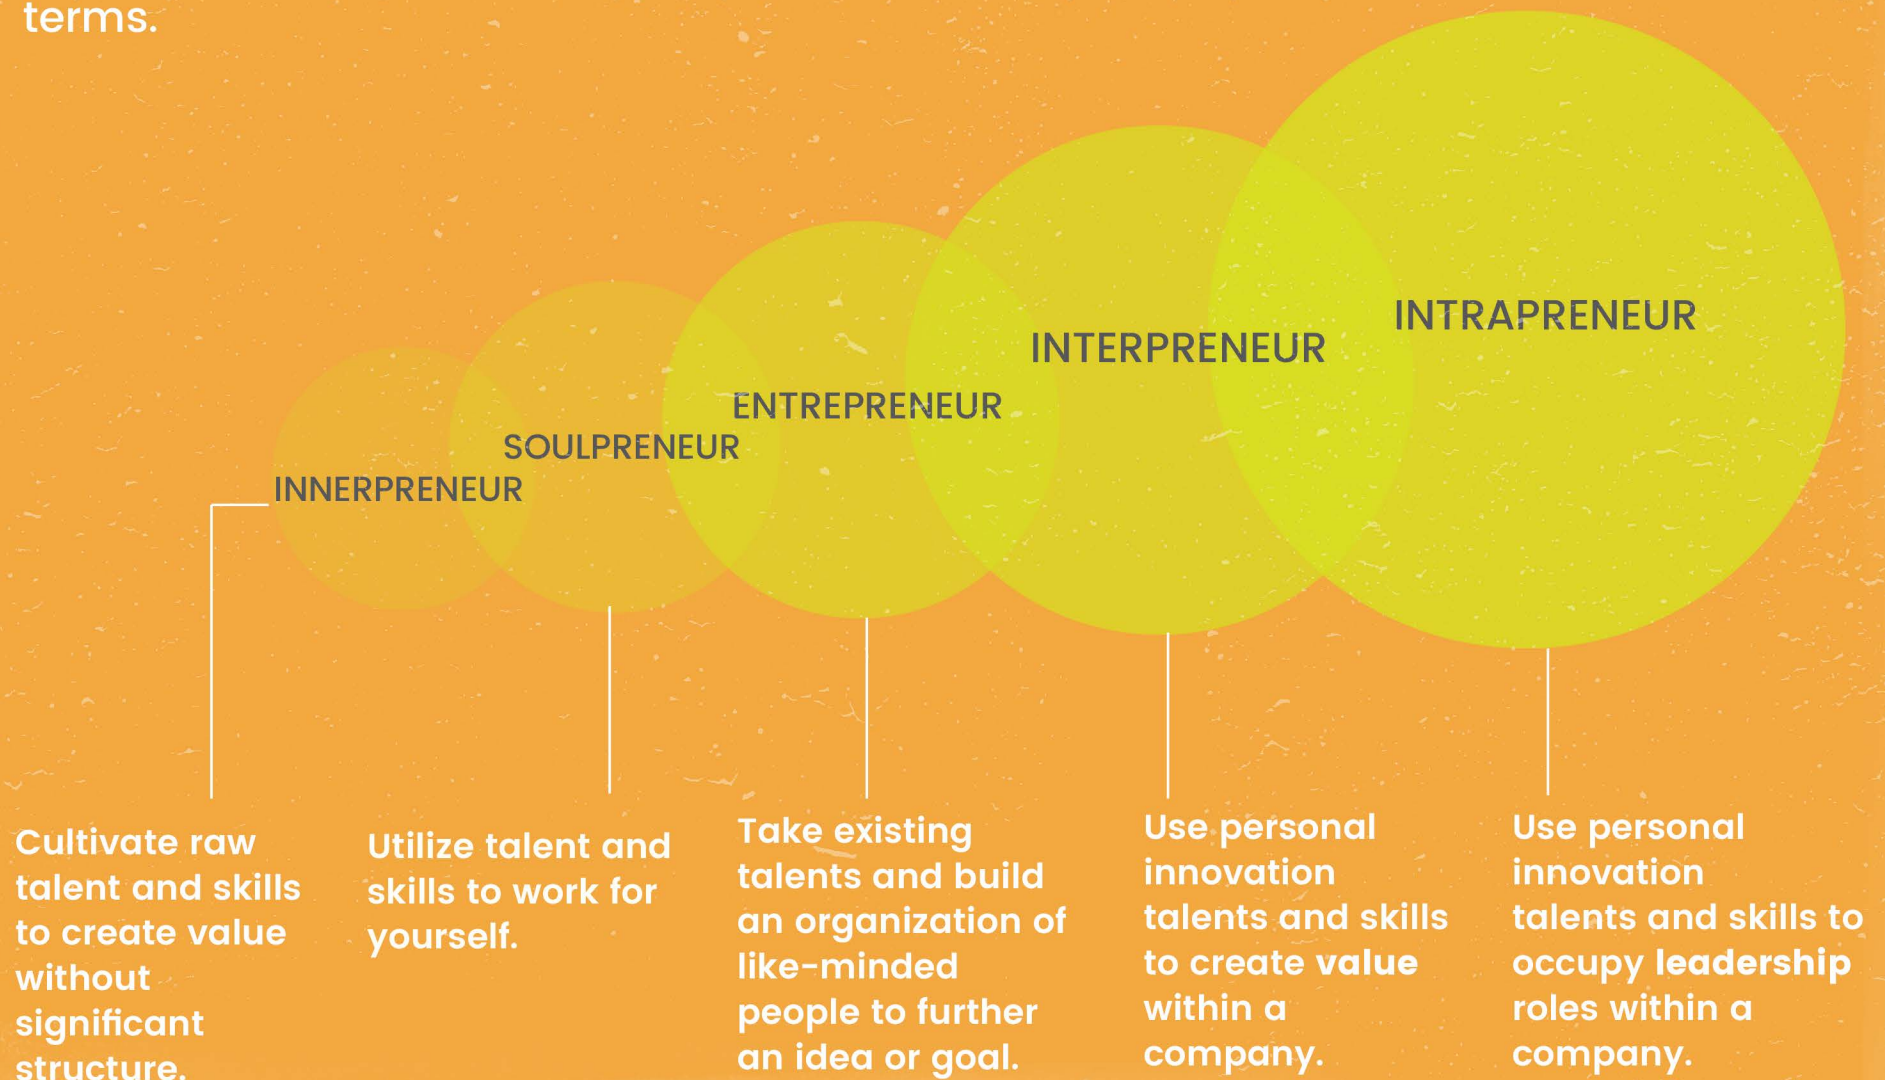 terms.
INTRAPRENEUR
INTERPRENEUR
ENTREPRENEUR
SOULPRENEUR
INNERPRENEUR
Cultivate raw
talent and skills
to create value
without
significant
structure.
Utilize talent and
skills to work for
yourself.
Take existing
talents and build
an organization of
like-minded
people to further
an idea or goal.
Use personal
innovation
talents and skills
to create value
within a
company.
Use personal
innovation
talents and skills to
occupy leadership
roles within a
company.